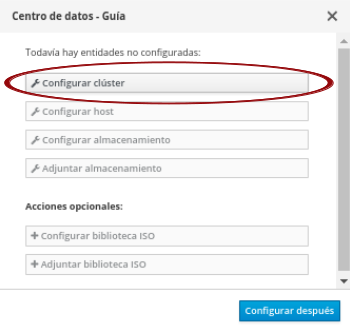 Centro de datos - Guía
Todavía hay entidades no configuradas:
Configurar clúster
Configurar host
Configurar almacenamiento
Adjuntar almacenamiento
Acciones opcionales:
Configurar biblioteca ISO
Adjuntar biblioteca ISO
Configurar después